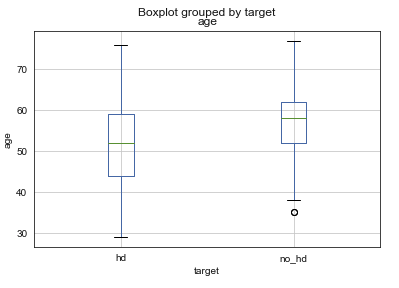 Boxplot grouped by target
age
70
60
50
40
30
age
hd
no_hd
target